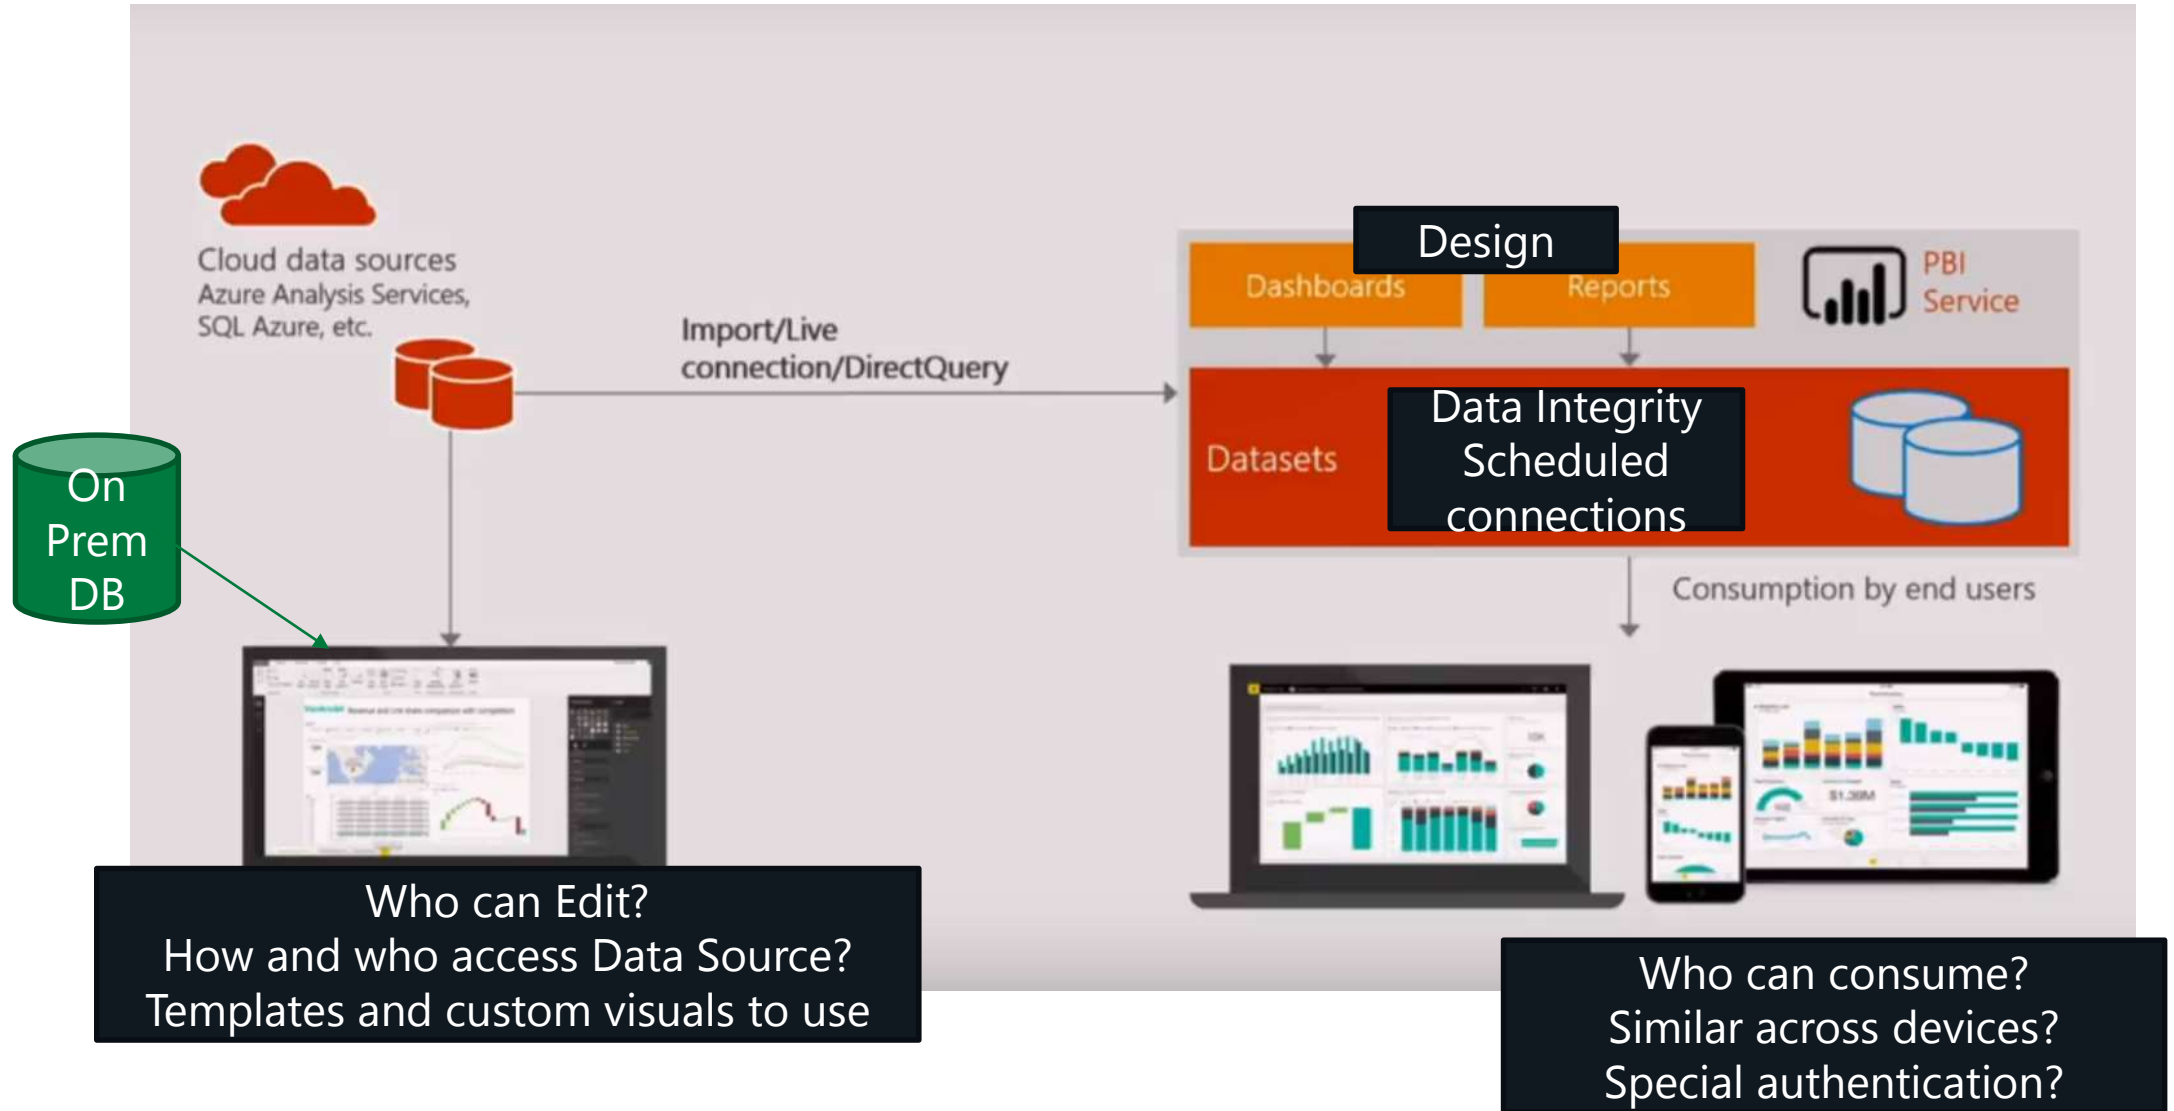 Cloud data sources
Azure Analysis Services,
SQL Azure, etc.
Import/Live
connection/DirectQuery
Design
Dashboards
Reports
PBI
Service
Datasets
Data Integrity
Scheduled
connections
On
Prem
DB
Consumption by end users
$1.39M
Who can Edit?
How and who access Data Source?
Templates and custom visuals to use
Who can consume?
Similar across devices?
Special authentication?